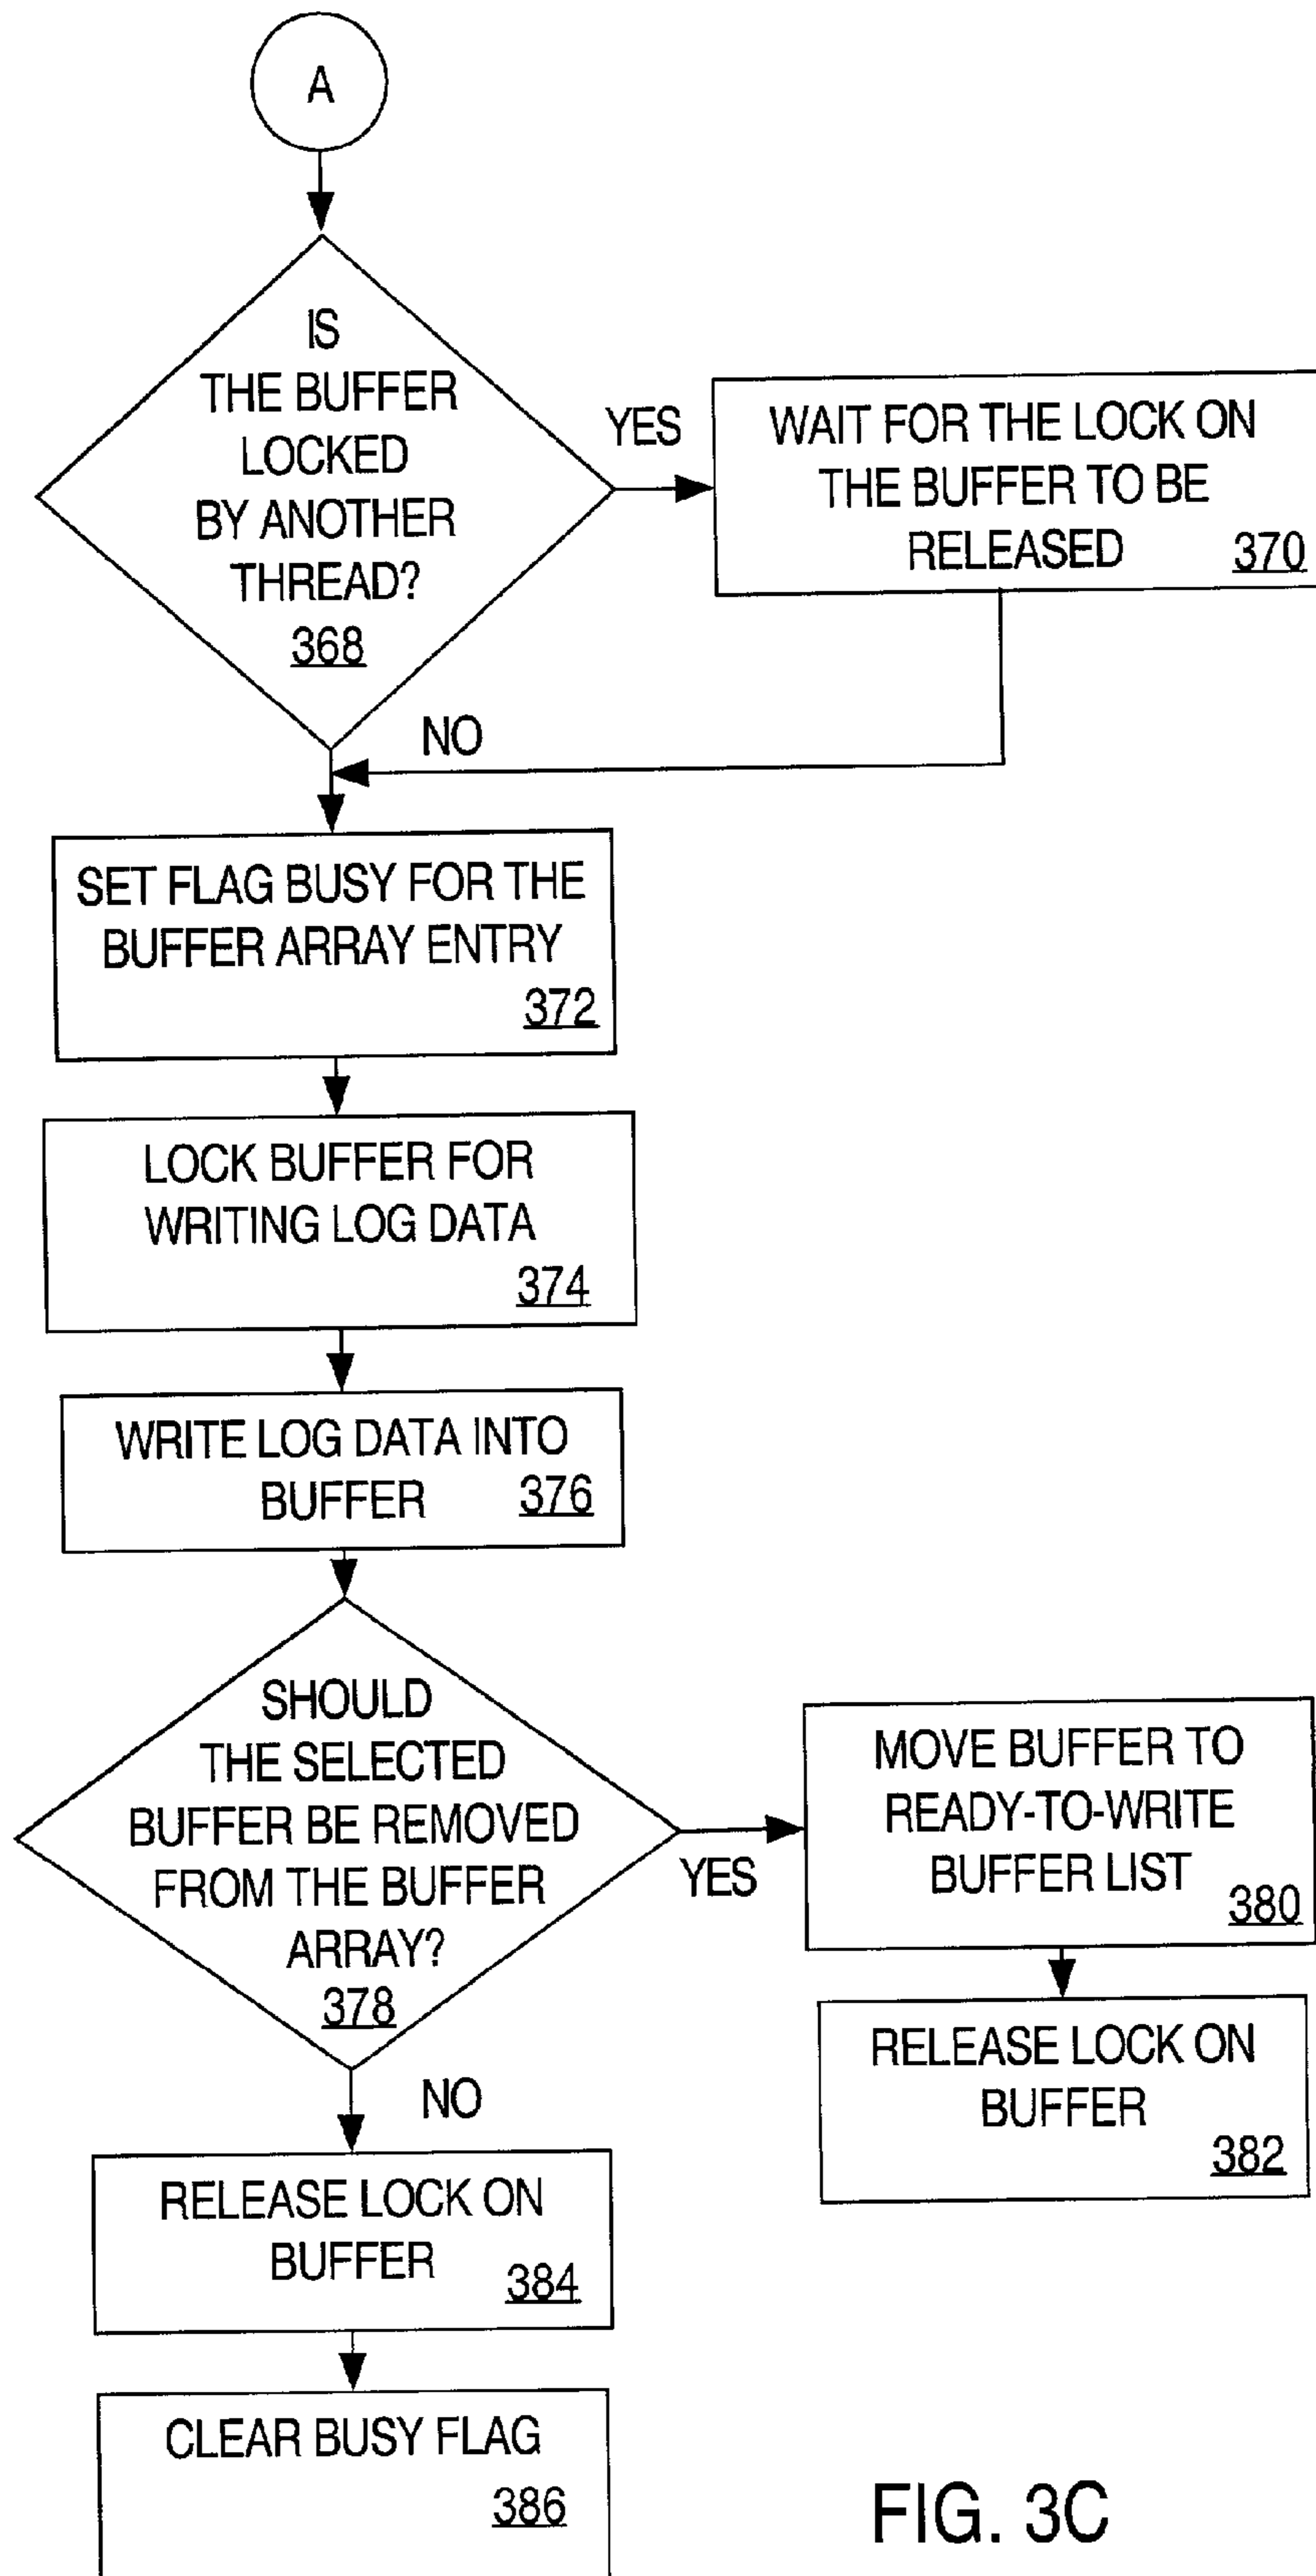 A
IS
THE BUFFER
LOCKED
BY ANOTHER
THREAD?
368
YES
WAIT FOR THE LOCK ON
THE BUFFER TO BE
RELEASED 370
NO
SET FLAG BUSY FOR THE
BUFFER ARRAY ENTRY
372
LOCK BUFFER FOR
WRITING LOG DATA
374
WRITE LOG DATA INTO
BUFFER 376
SHOULD
THE SELECTED
BUFFER BE REMOVED
FROM THE BUFFER
ARRAY?
378
YES
MOVE BUFFER TO
READY-TO-WRITE
BUFFER LIST
380
RELEASE LOCK ON
BUFFER
382
NO
RELEASE LOCK ON
BUFFER
384
CLEAR BUSY FLAG
386
FIG. 3C